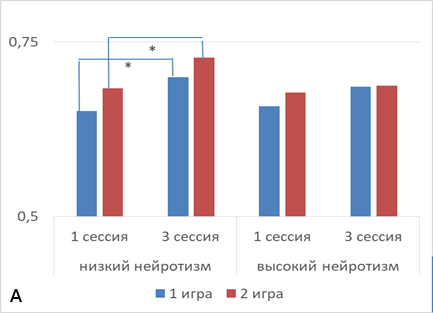 0,75
*
*
0,5
1 сессия 3 сессия 1 сессия 3 сессия
низкий нейротизм высокий нейротизм
А 1 игра 2 игра